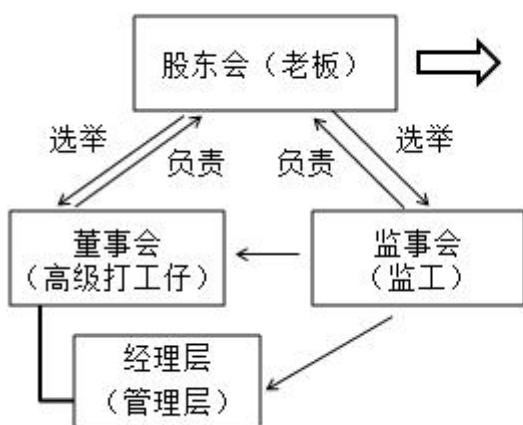 股东会（老板）
选举
负责
负责
选举
董事会
（高级打工仔）
监事会
（监工）
经理层
（管理层）